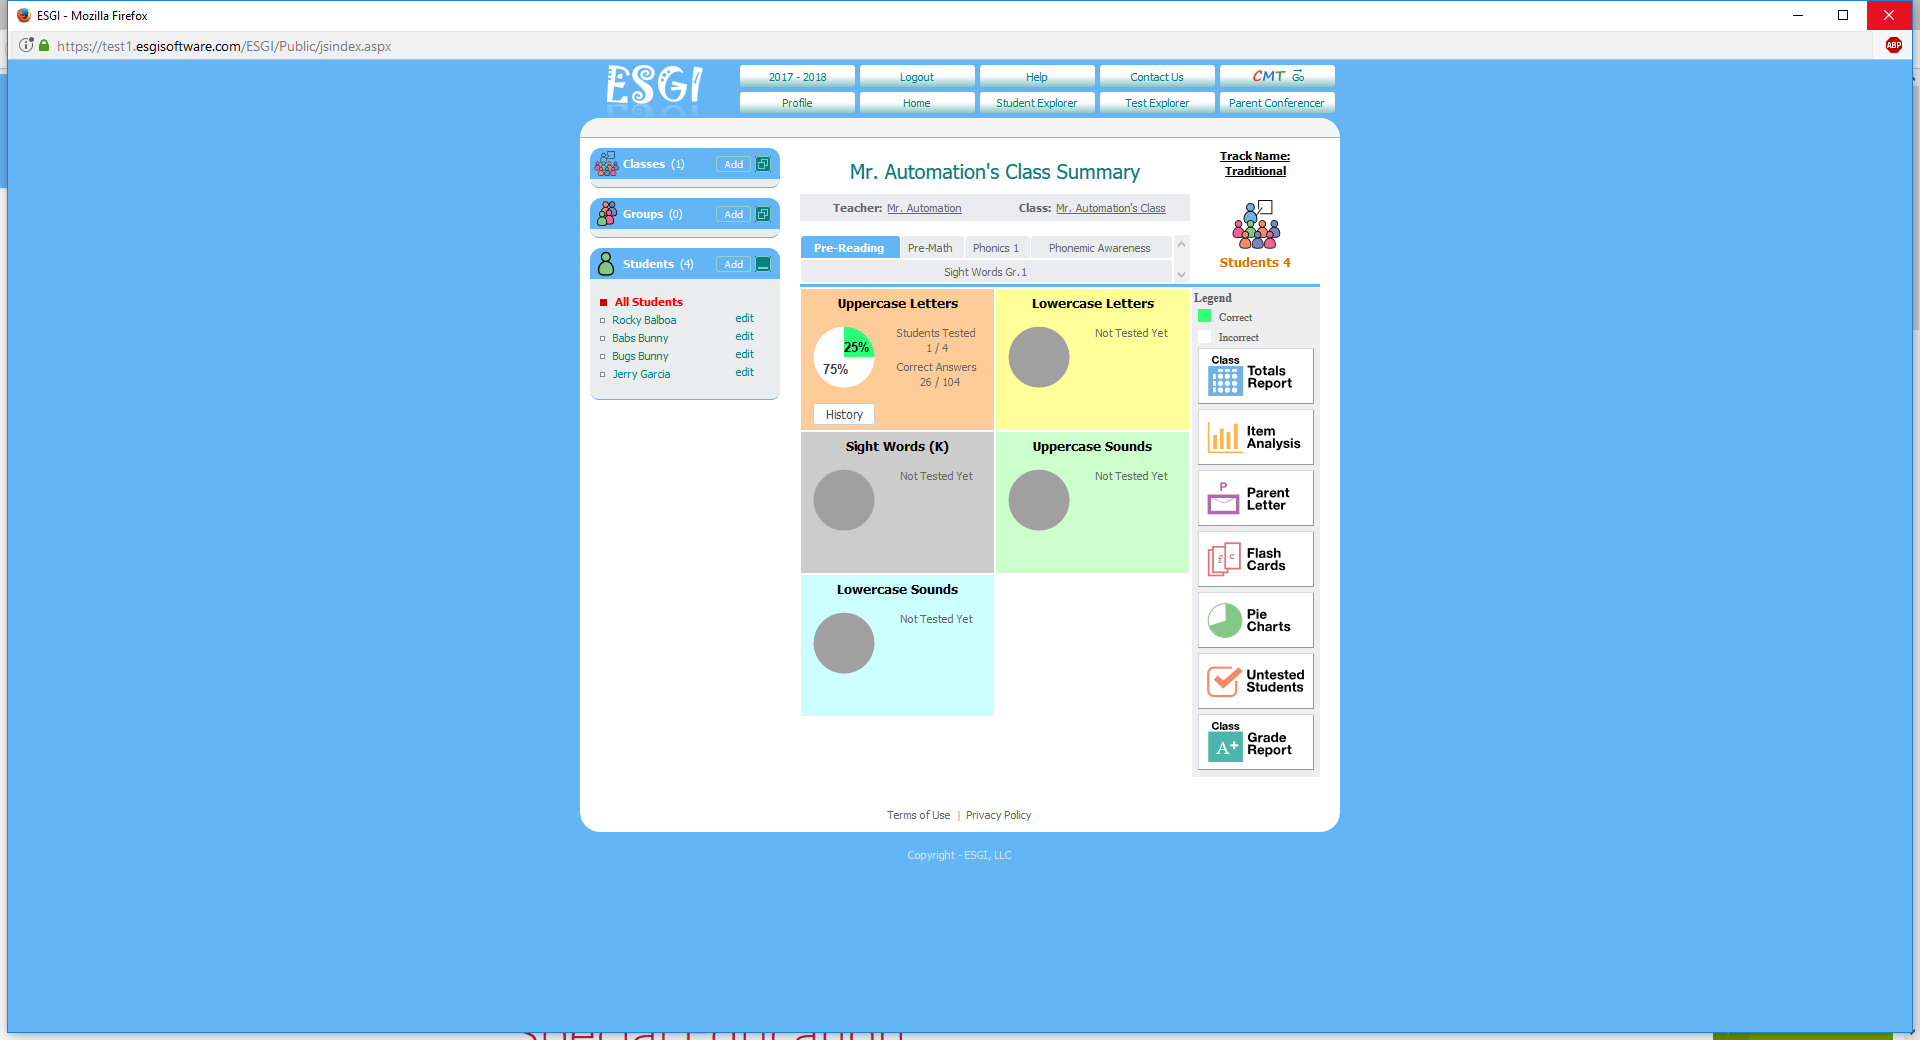 ESGI - Mozilla Firefox
https://test1.esgisoftware.com/ESGI/Public/jsindex.aspx
ABP
ESGI
2017 - 2018
Logout
Help
Contact Us
CMT Go
Profile
Home
Student Explorer
Test Explorer
Parent Conferencer
Classes (1)
Add
Groups (0)
Add
Students (4)
Add
All Students
Rocky Balboa edit
Babs Bunny edit
Bugs Bunny edit
Jerry Garcia edit
Mr. Automation's Class Summary
Teacher: Mr. Automation Class: Mr. Automation's Class
Pre-Reading
Pre-Math
Phonics 1
Phonemic Awareness
Sight Words Gr.1
Track Name:
Traditional
Students 4
Uppercase Letters
25%
75%
Students Tested
1 / 4
Correct Answers
26 / 104
History
Lowercase Letters
Not Tested Yet
Sight Words (K)
Not Tested Yet
Uppercase Sounds
Not Tested Yet
Lowercase Sounds
Not Tested Yet
Legend
Correct
Incorrect
Class
Totals
Report
Item
Analysis
P
Parent
Letter
f c
Flash
Cards
Pie
Charts
Untested
Students
Class
A+
Grade
Report
Terms of Use | Privacy Policy
Copyright - ESGI, LLC
Special Education